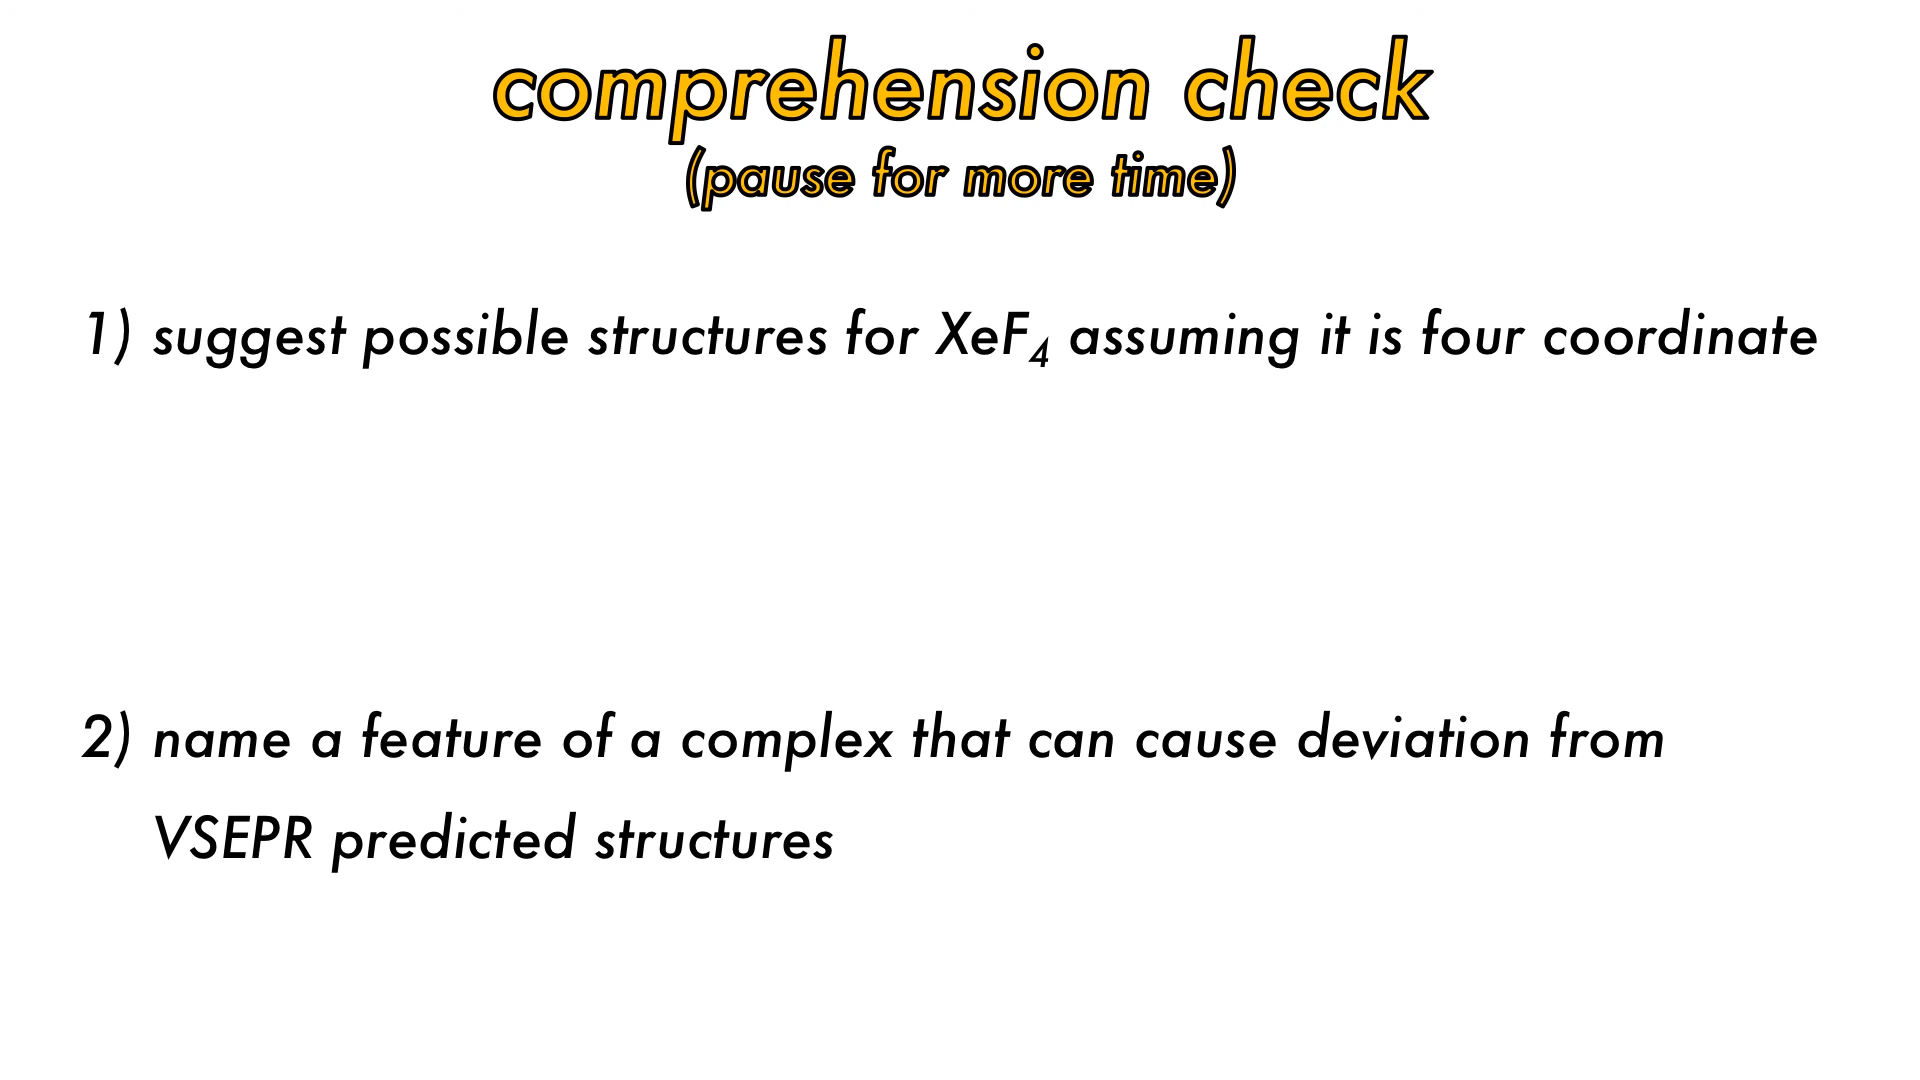 comprehension check
(pause for more time)
1) suggest possible structures for XeF₄ assuming it is four coordinate
2) name a feature of a complex that can cause deviation from
VSEPR predicted structures